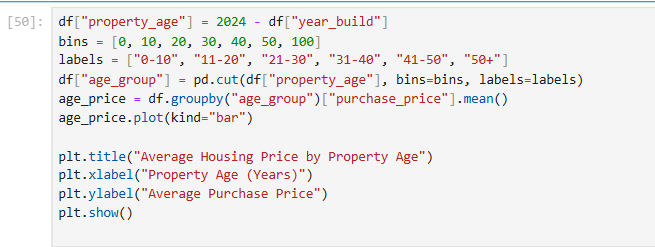 [50]: df["property_age"] = 2024 - df["year_build"]
bins = [0, 10, 20, 30, 40, 50, 100]
labels = ["0-10", "11-20", "21-30", "31-40", "41-50", "50+"]
df["age_group"] = pd.cut(df["property_age"], bins=bins, labels=labels)
age_price = df.groupby("age_group")["purchase_price"].mean()
age_price.plot(kind="bar")

plt.title("Average Housing Price by Property Age")
plt.xlabel("Property Age (Years)")
plt.ylabel("Average Purchase Price")
plt.show()